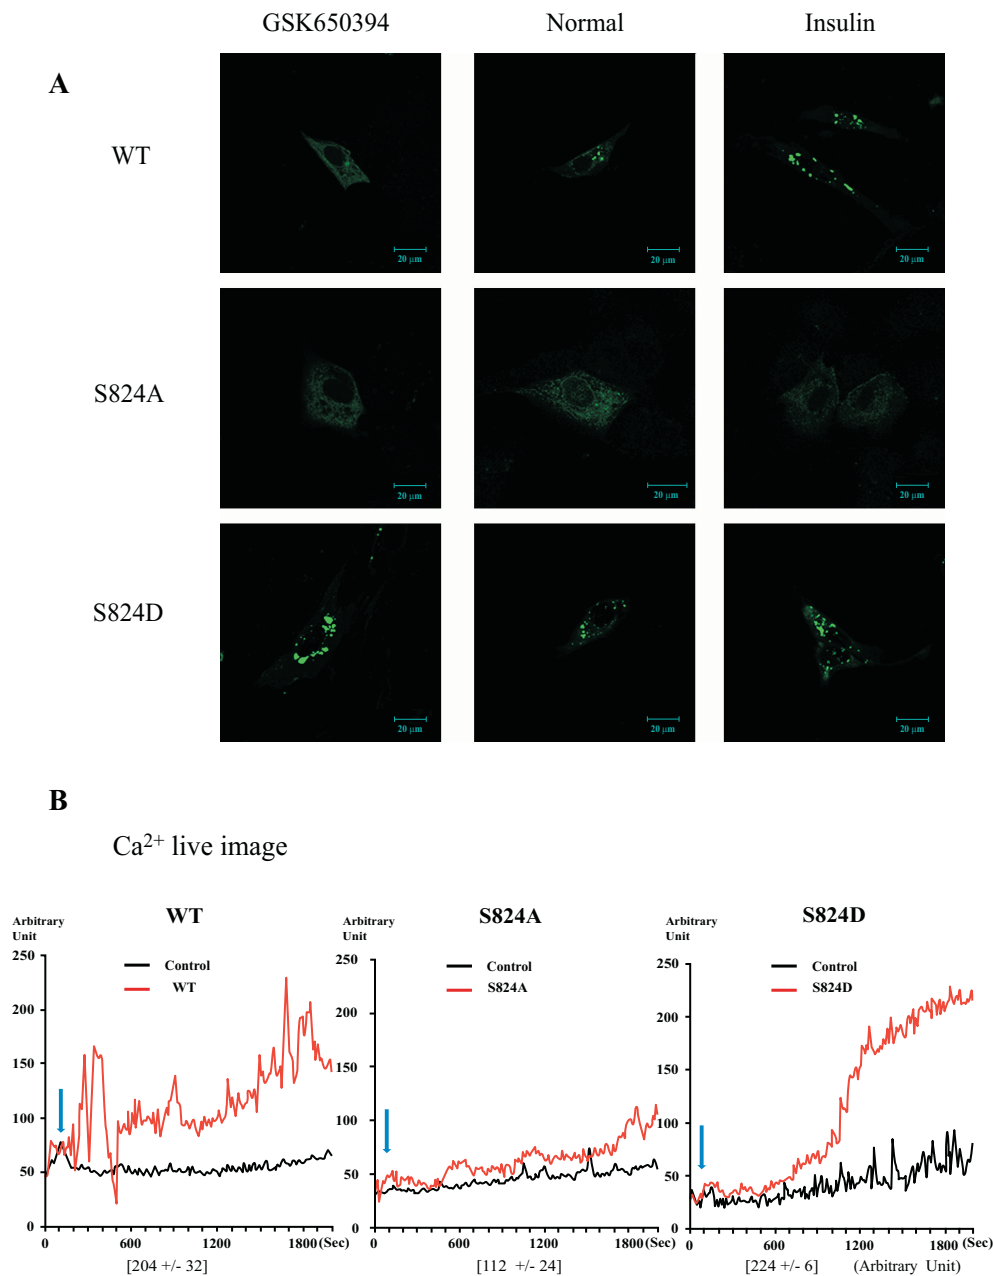 GSK650394 Normal Insulin
A
WT
20 µm 20 µm 20 µm
S824A
20 µm 20 µm 20 µm
S824D
20 µm 20 µm 20 µm
B
Ca²⁺ live image
WT
Arbitrary
Unit
250
200
150
100
50
0
Control
WT
0 600 1200 1800 (Sec)
[204 +/- 32]
S824A
Arbitrary
Unit
250
200
150
100
50
0
Control
S824A
0 600 1200 1800 (Sec)
[112 +/- 24]
S824D
Arbitrary
Unit
250
200
150
100
50
0
Control
S824D
0 600 1200 1800 (Sec)
[224 +/- 6] (Arbitrary Unit)